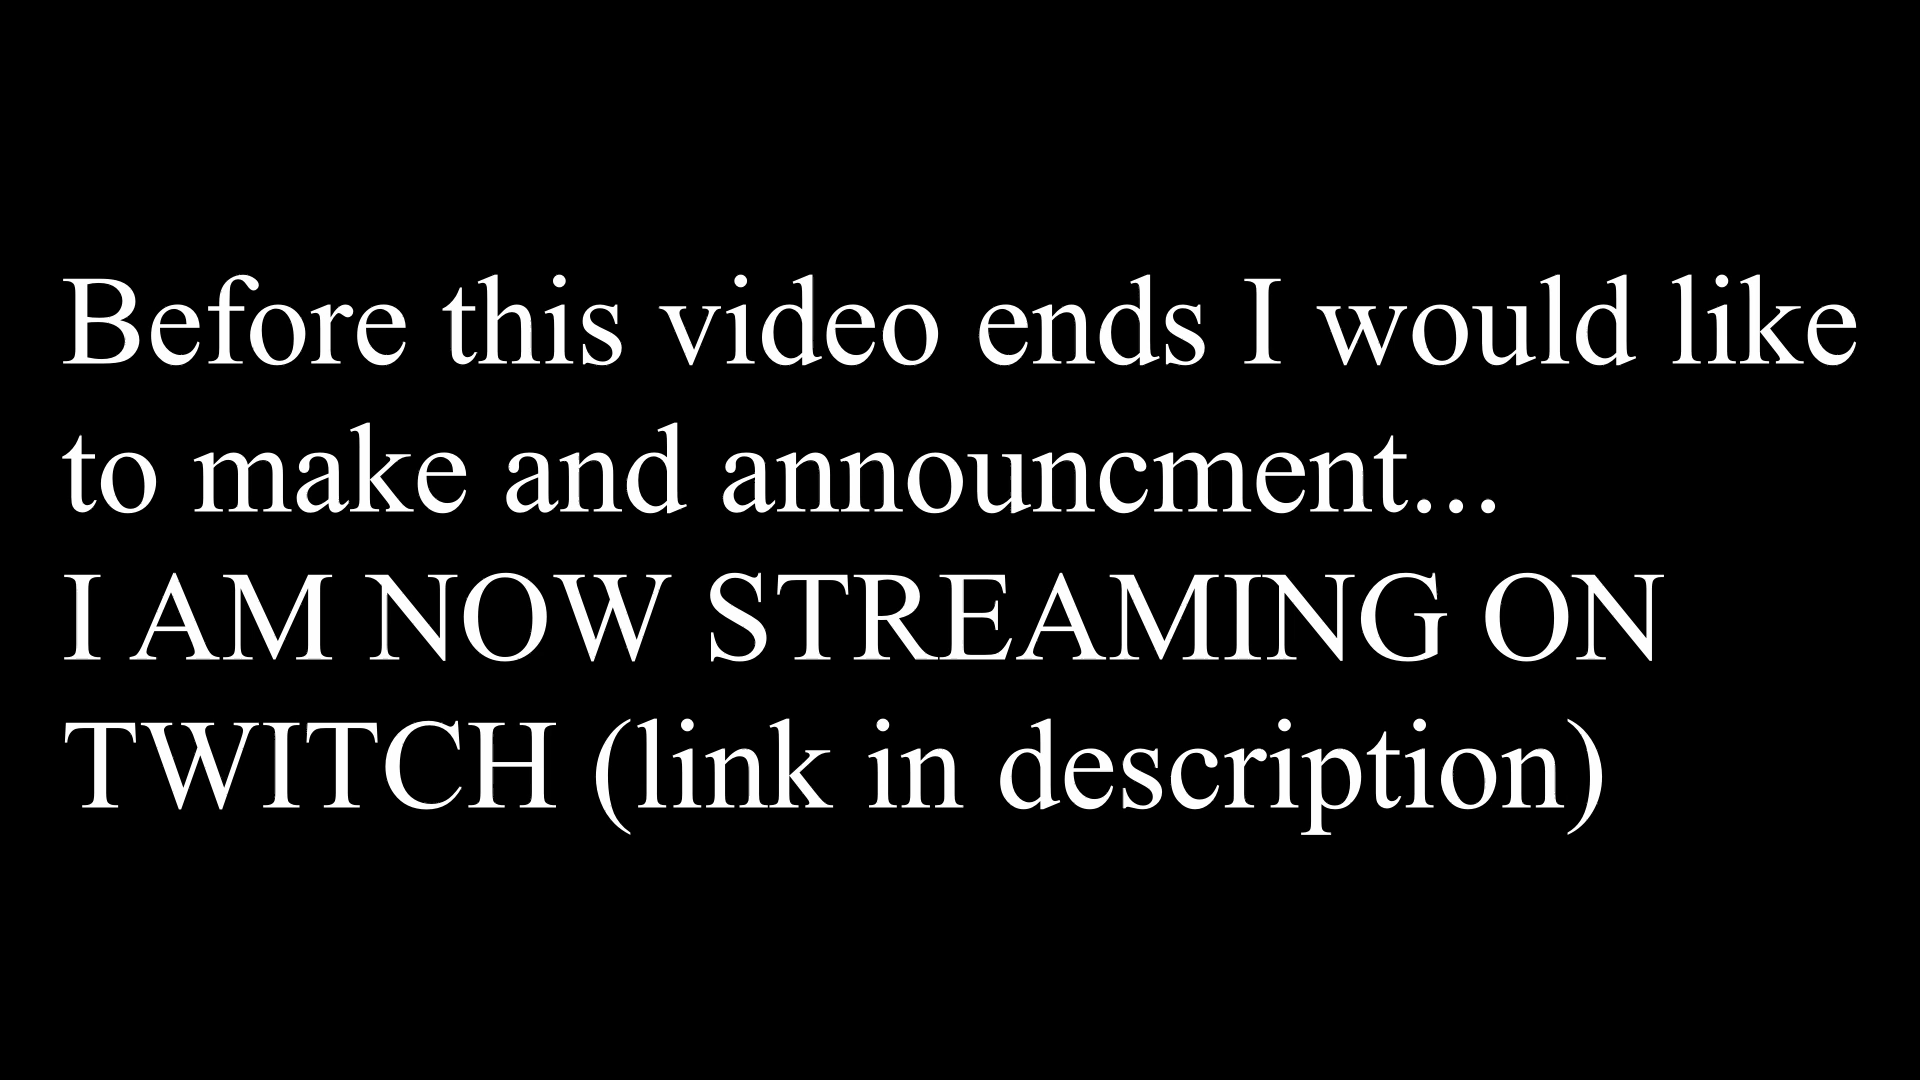 Before this video ends I would like
to make and announcment...
I AM NOW STREAMING ON
TWITCH (link in description)